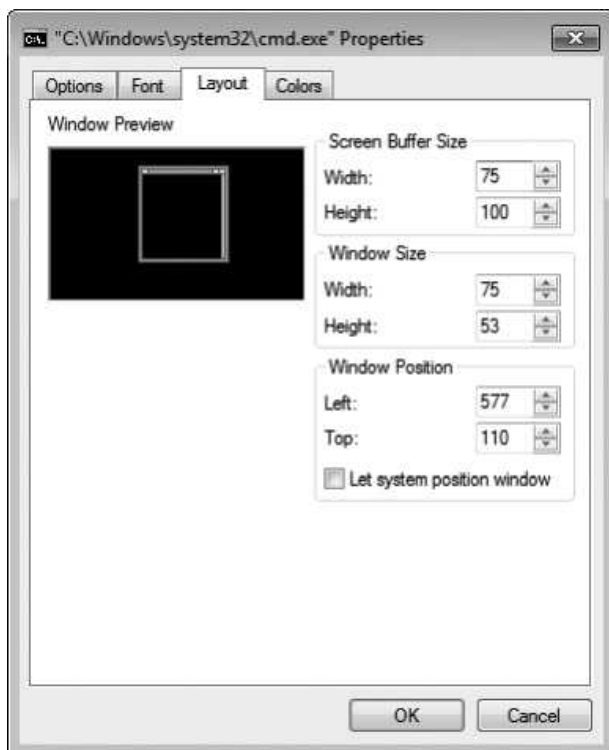 "C:\Windows\system32\cmd.exe" Properties
Options Font Layout Colors
Window Preview
Screen Buffer Size
Width: 75
Height: 100
Window Size
Width: 75
Height: 53
Window Position
Left: 577
Top: 110
Let system position window
OK Cancel